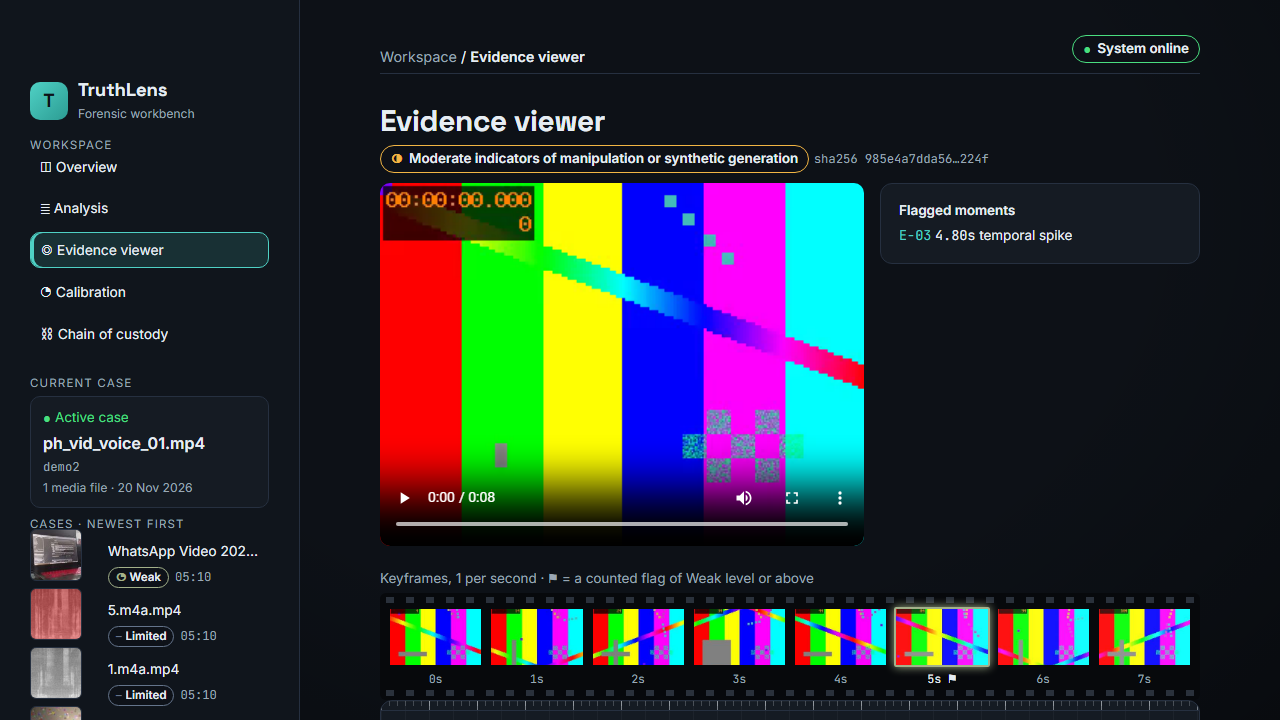 T
TruthLens
Forensic workbench
WORKSPACE
Overview
Analysis
Evidence viewer
Calibration
Chain of custody
CURRENT CASE
Active case
ph_vid_voice_01.mp4
demo2
1 media file · 20 Nov 2026
CASES · NEWEST FIRST
WhatsApp Video 202...
Weak 05:10
5.m4a.mp4
– Limited 05:10
1.m4a.mp4
– Limited 05:10
Workspace / Evidence viewer
● System online
Evidence viewer
Moderate indicators of manipulation or synthetic generation sha256 985e4a7dda56…224f
00:00:00.000
0
0:00 / 0:08
Flagged moments
E-03 4.80s temporal spike
Keyframes, 1 per second · ⚑ = a counted flag of Weak level or above
0s 1s 2s 3s 4s 5s ⚑ 6s 7s